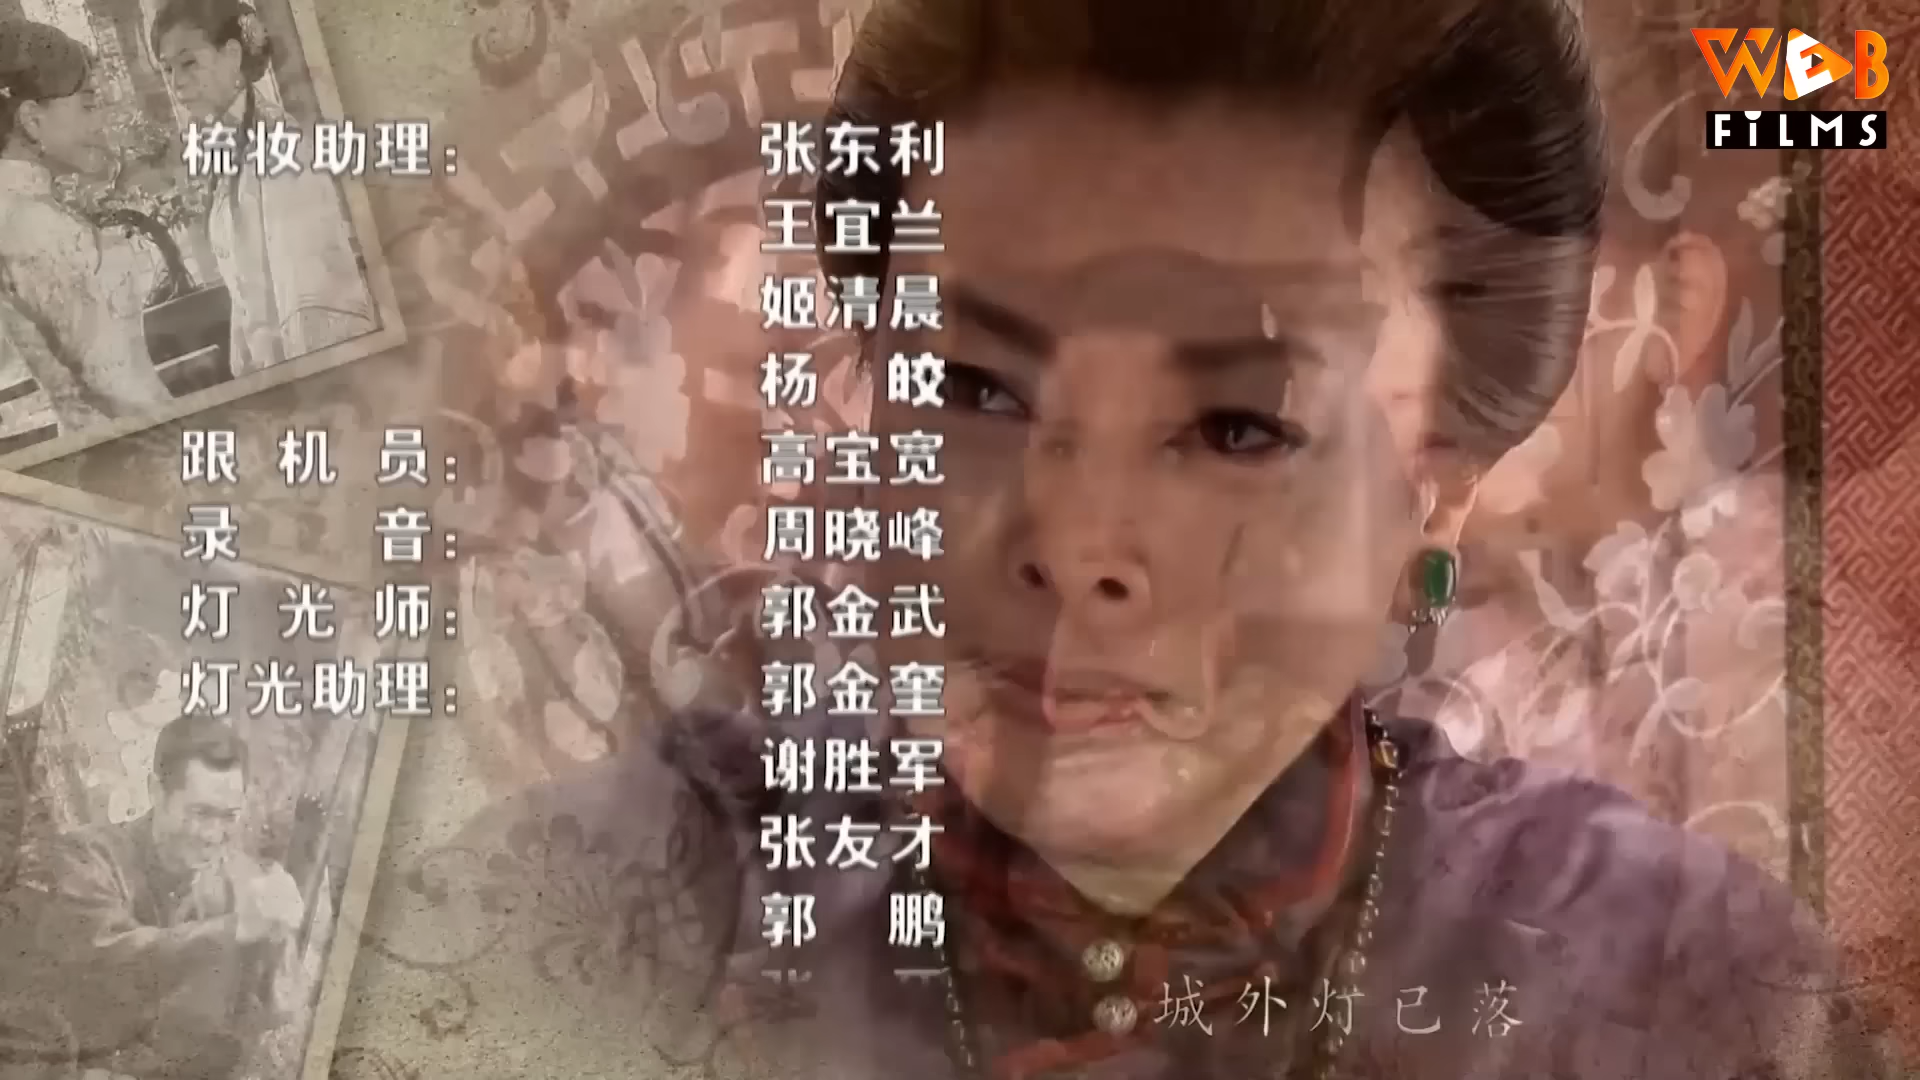 WEB
FILMS
梳妆助理: 张东利
王宜兰
姬清晨
杨 皎
跟机员: 高宝宽
录音: 周晓峰
灯光师: 郭金武
灯光助理: 郭金奎
谢胜军
张友才
郭 鹏
城外灯已落